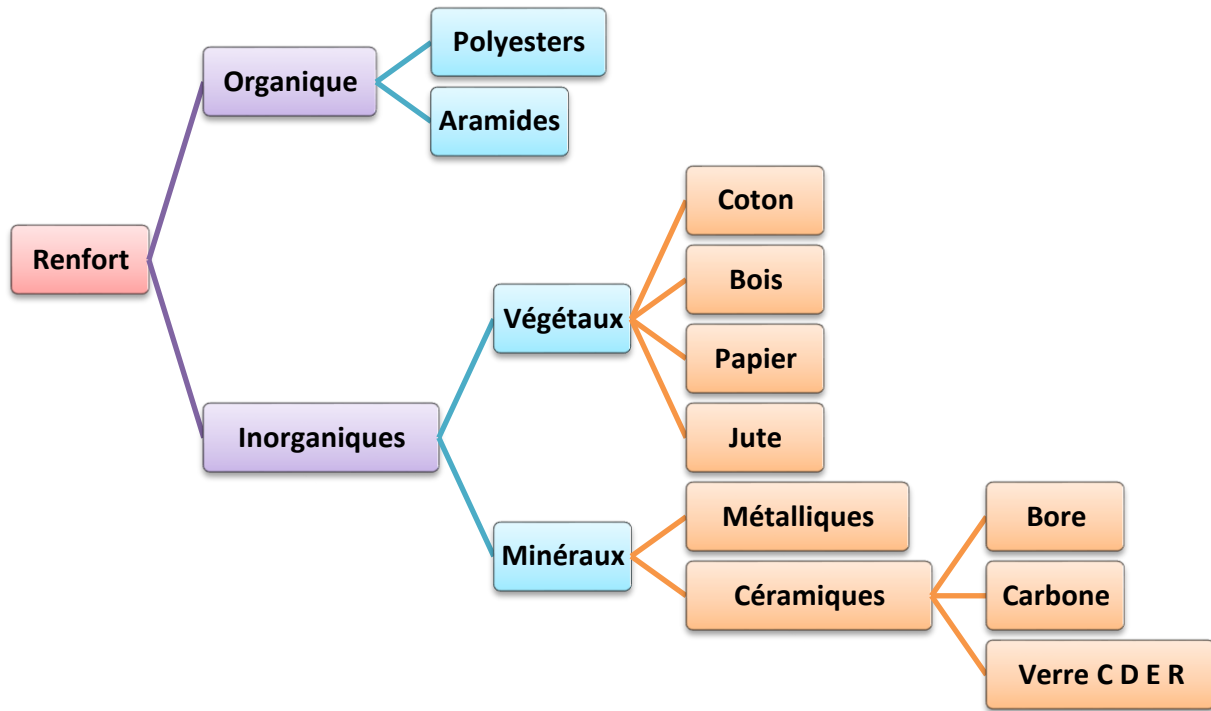 Renfort
Organique
Polyesters
Aramides
Inorganiques
Végétaux
Coton
Bois
Papier
Jute
Minéraux
Métalliques
Céramiques
Bore
Carbone
Verre C D E R